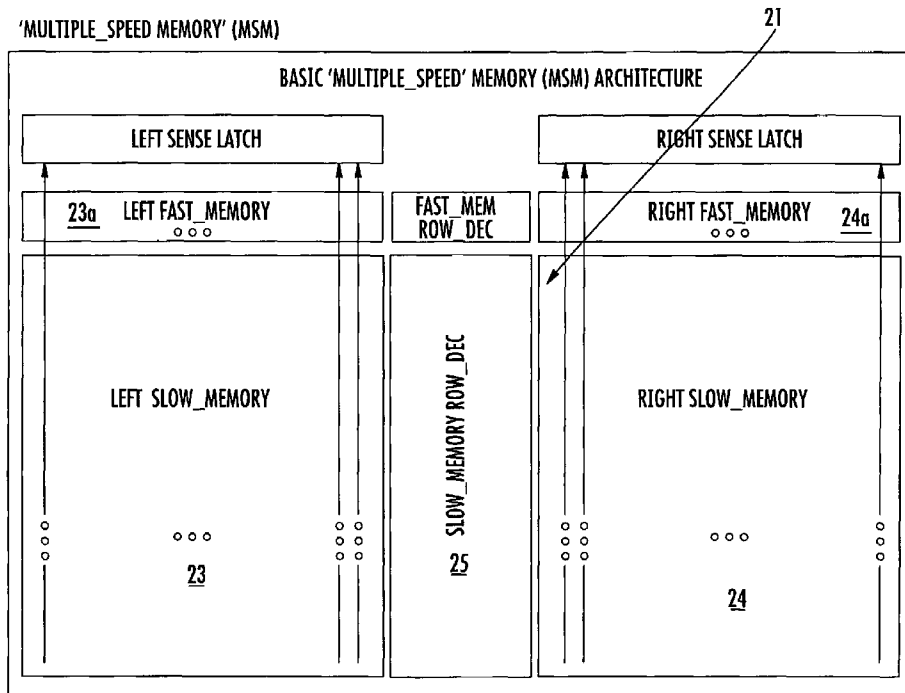 'MULTIPLE_SPEED MEMORY' (MSM)
21
BASIC 'MULTIPLE_SPEED' MEMORY (MSM) ARCHITECTURE
LEFT SENSE LATCH
RIGHT SENSE LATCH
23a
LEFT FAST_MEMORY
FAST_MEM
ROW_DEC
RIGHT FAST_MEMORY
24a
LEFT SLOW_MEMORY
SLOW_MEMORY ROW_DEC
25
RIGHT SLOW_MEMORY
23
24